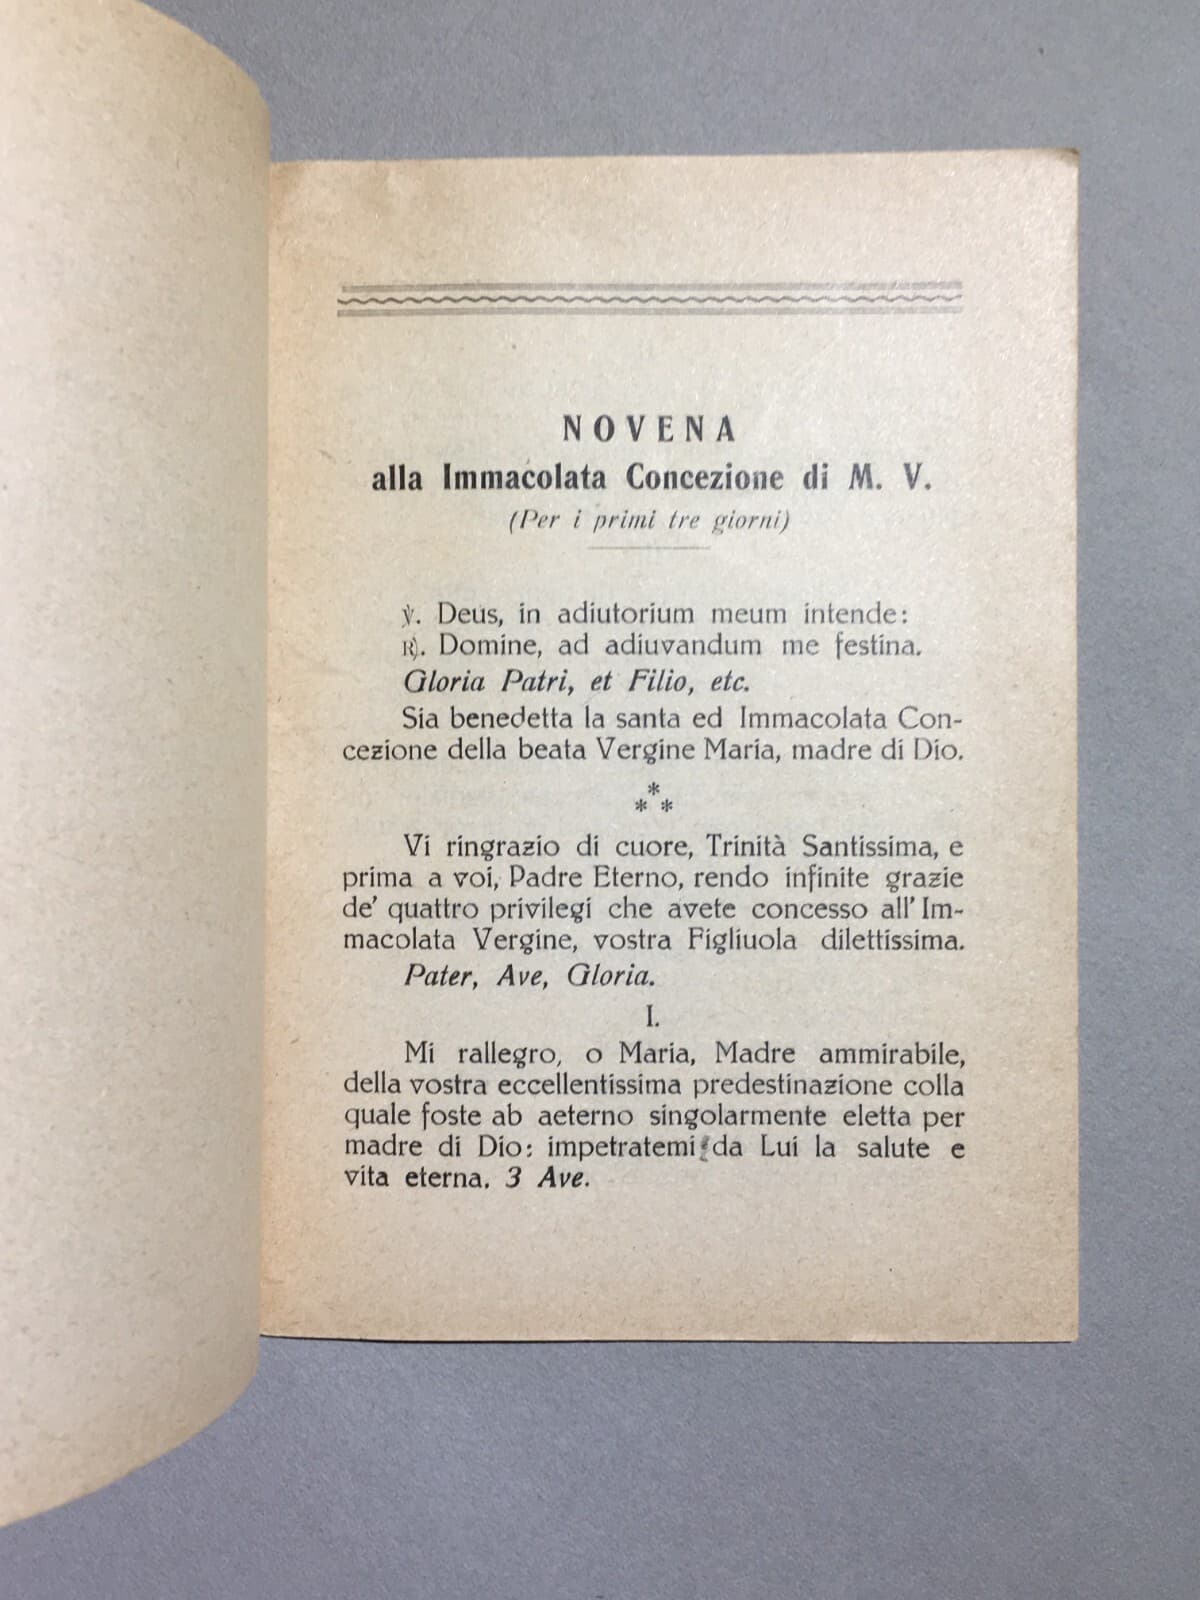 NOVENA
alla Immacolata Concezione di M. V.
(Per i primi tre giorni)
℣. Deus, in adiutorium meum intende:
℟. Domine, ad adiuvandum me festina.
Gloria Patri, et Filio, etc.
Sia benedetta la santa ed Immacolata Con-
cezione della beata Vergine Maria, madre di Dio.
*
* *
Vi ringrazio di cuore, Trinità Santissima, e
prima a voi, Padre Eterno, rendo infinite grazie
de' quattro privilegi che avete concesso all' Im-
macolata Vergine, vostra Figliuola dilettissima.
Pater, Ave, Gloria.
I.
Mi rallegro, o Maria, Madre ammirabile,
della vostra eccellentissima predestinazione colla
quale foste ab aeterno singolarmente eletta per
madre di Dio: impetratemi da Lui la salute e
vita eterna. 3 Ave.